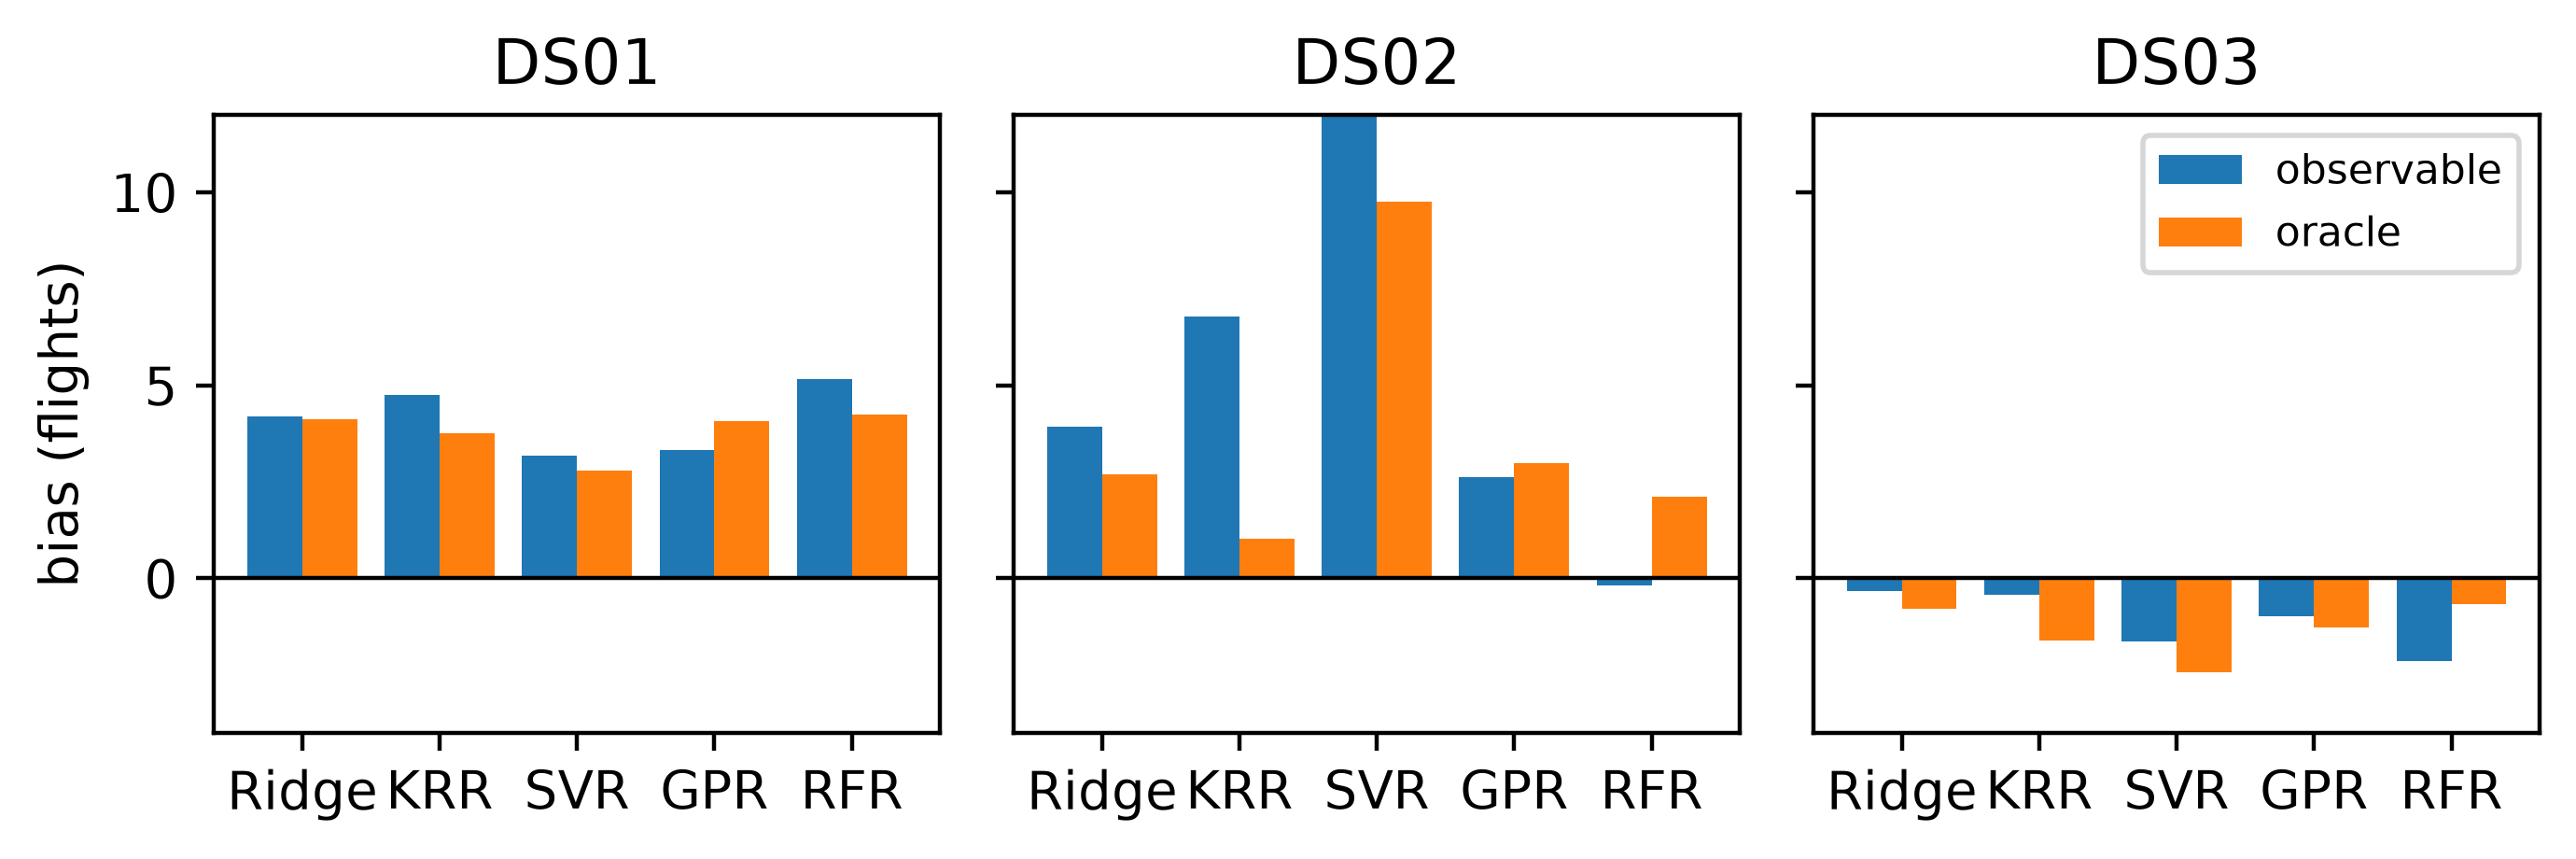 DS01
DS02
DS03
bias (flights)
10
5
0
observable
oracle
Ridge KRR SVR GPR RFR
Ridge KRR SVR GPR RFR
Ridge KRR SVR GPR RFR